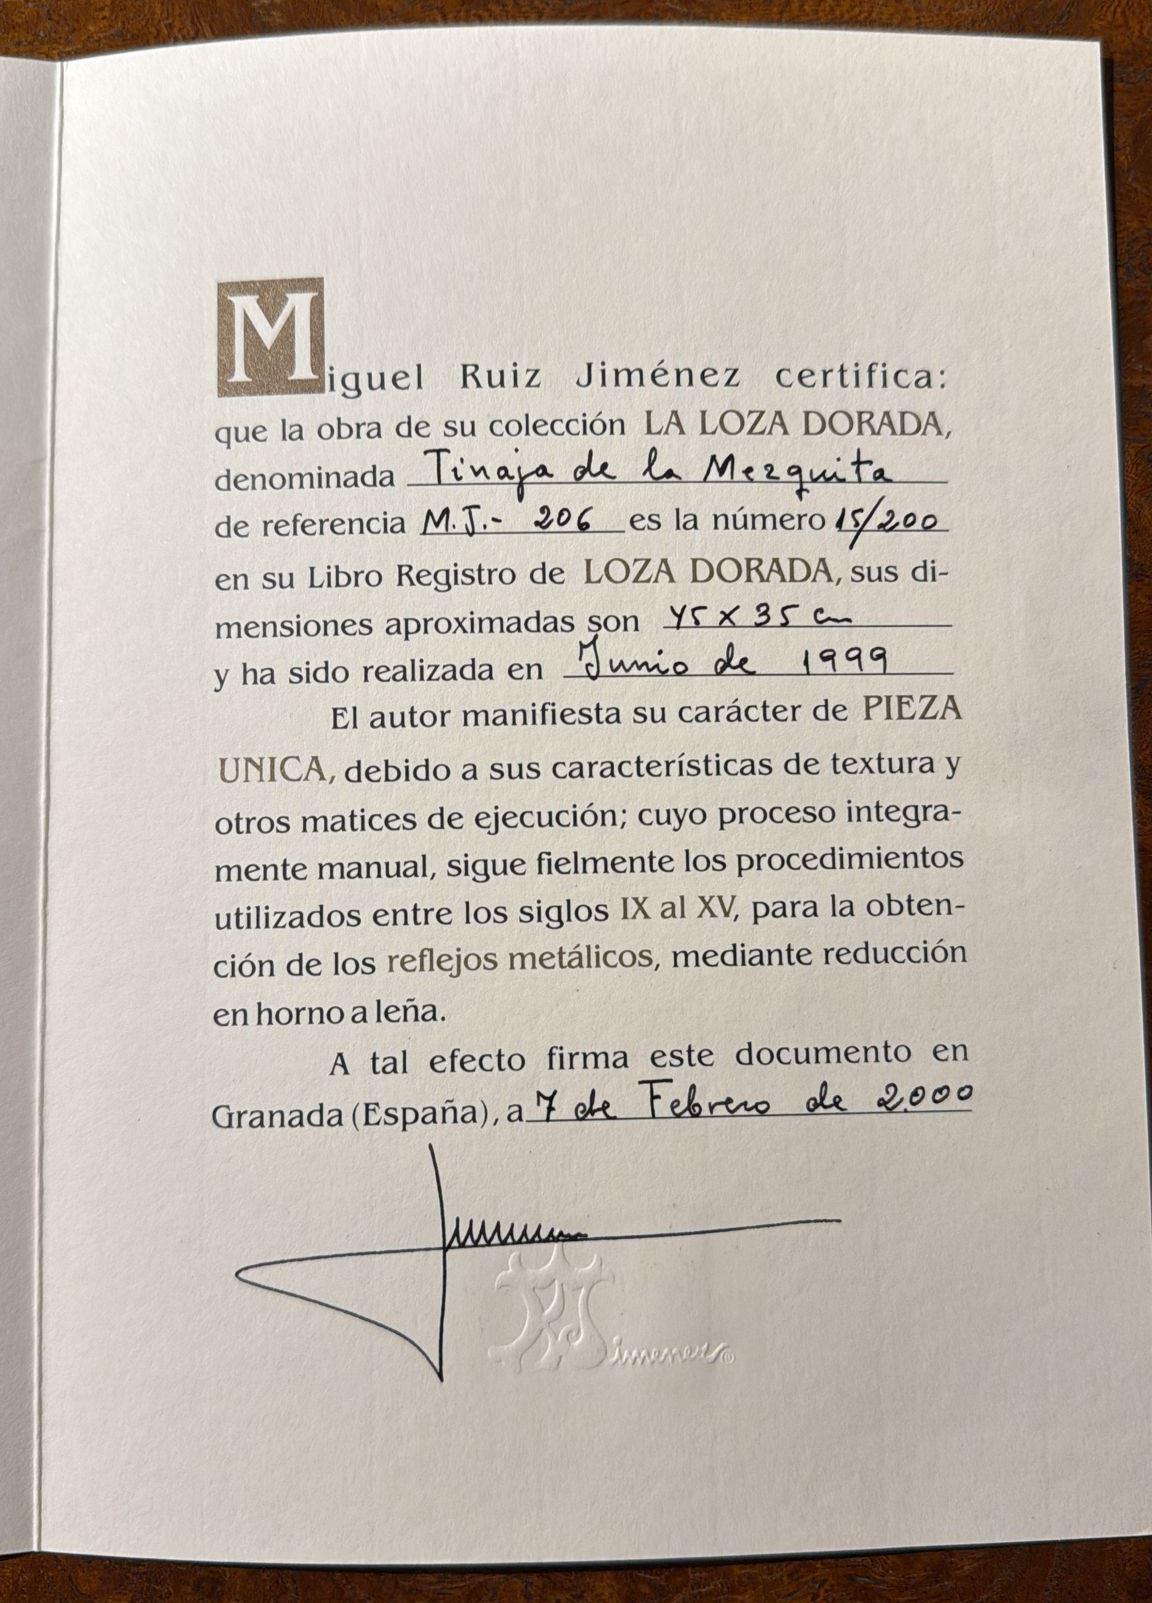 Miguel Ruiz Jiménez certifica:
que la obra de su colección LA LOZA DORADA,
denominada Tinaja de la Mezquita
de referencia M.J.- 206 es la número 15/200
en su Libro Registro de LOZA DORADA, sus di-
mensiones aproximadas son 45 x 35 cm
y ha sido realizada en Junio de 1999
El autor manifiesta su carácter de PIEZA
UNICA, debido a sus características de textura y
otros matices de ejecución; cuyo proceso integra-
mente manual, sigue fielmente los procedimientos
utilizados entre los siglos IX al XV, para la obten-
ción de los reflejos metálicos, mediante reducción
en horno a leña.
A tal efecto firma este documento en
Granada (España), a 7 de Febrero de 2.000
Jimenez